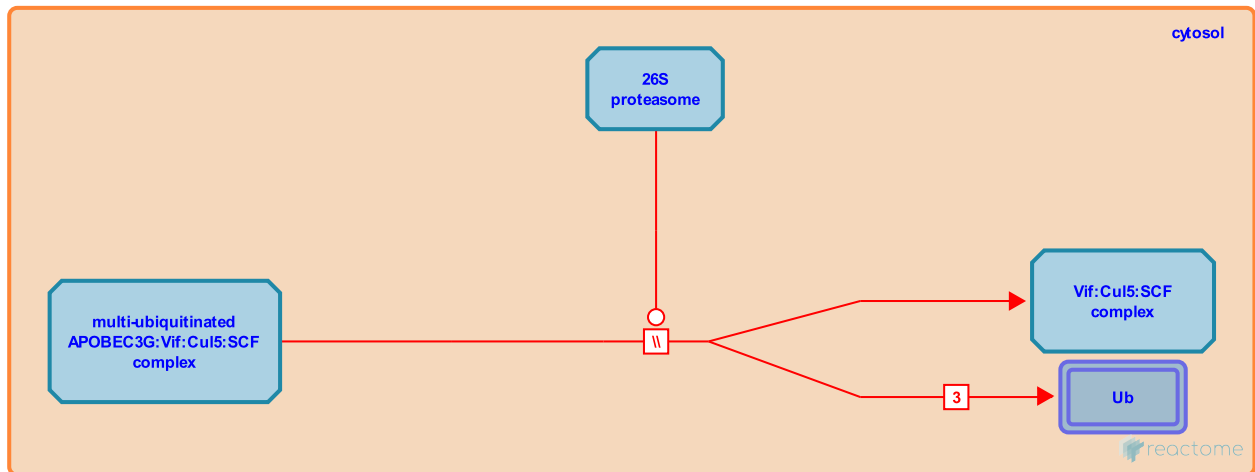 cytosol
26S
proteasome
multi-ubiquitinated
APOBEC3G:Vif:Cul5:SCF
complex
\\
Vif:Cul5:SCF
complex
3
Ub
reactome